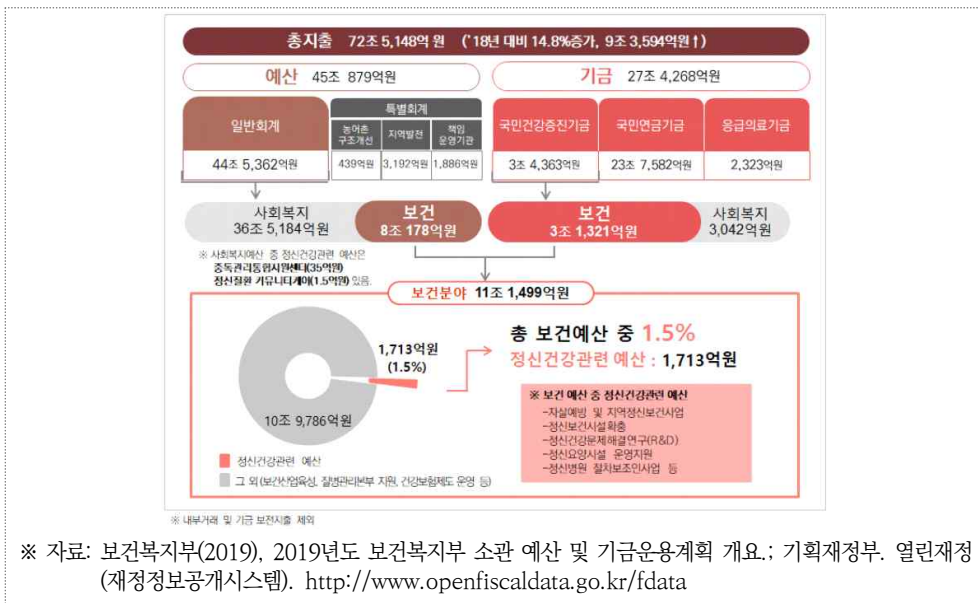 총지출 72조 5,148억 원 ('18년 대비 14.8%증가, 9조 3,594억원↑)
예산 45조 879억원
기금 27조 4,268억원
일반회계
특별회계
농어촌
구조개선
지역발전
책임
운영기관
국민건강증진기금
국민연금기금
응급의료기금
44조 5,362억원
439억원
3,192억원
1,886억원
3조 4,363억원
23조 7,582억원
2,323억원
사회복지
36조 5,184억원
보건
8조 178억원
보건
3조 1,321억원
사회복지
3,042억원
※ 사회복지예산 중 정신건강관련 예산은
중독관리통합지원센터(35억원)
정신질환 커뮤니티케어(1.5억원) 있음.
보건분야 11조 1,499억원
1,713억원
(1.5%)
10조 9,786억원
총 보건예산 중 1.5%
정신건강관련 예산 : 1,713억원
※ 보건 예산 중 정신건강관련 예산
-자살예방 및 지역정신보건사업
-정신보건시설확충
-정신건강문제해결연구(R&D)
-정신요양시설 운영지원
-정신병원 절차보조인사업 등
정신건강관련 예산
그 외(보건산업육성, 질병관리본부 지원, 건강보험제도 운영 등)
※ 내부거래 및 기금 보전지출 제외
※ 자료: 보건복지부(2019), 2019년도 보건복지부 소관 예산 및 기금운용계획 개요.; 기획재정부. 열린재정
(재정정보공개시스템). http://www.openfiscaldata.go.kr/fdata